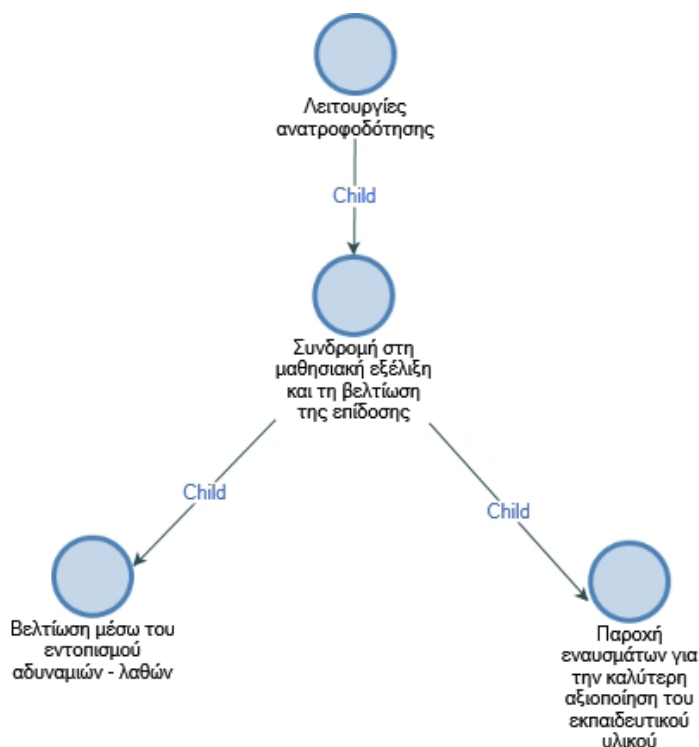 Λειτουργίες
ανατροφοδότησης
Child
Συνδρομή στη
μαθησιακή εξέλιξη
και τη βελτίωση
της επίδοσης
Child
Child
Βελτίωση μέσω του
εντοπισμού
αδυναμιών - λαθών
Παροχή
εναυσμάτων για
την καλύτερη
αξιοποίηση του
εκπαιδευτικού
υλικού